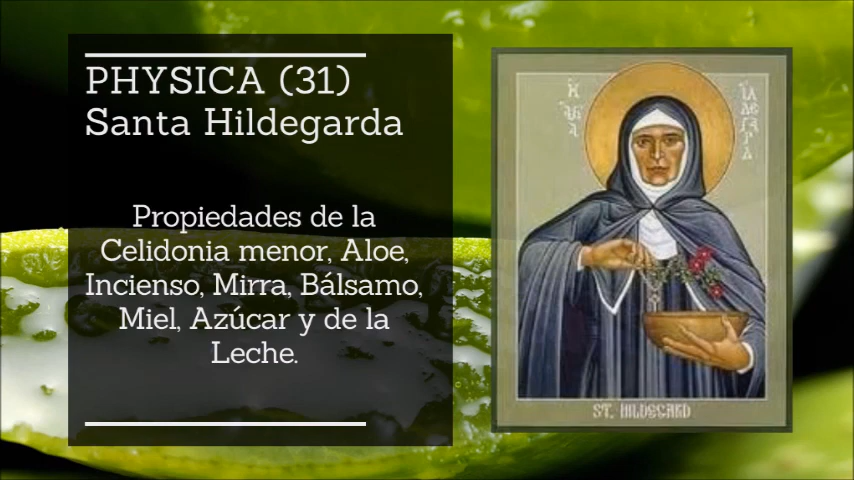 PHYSICA (31)
Santa Hildegarda
Propiedades de la
Celidonia menor, Aloe,
Incienso, Mirra, Bálsamo,
Miel, Azúcar y de la
Leche.
ST. HILDEGARD